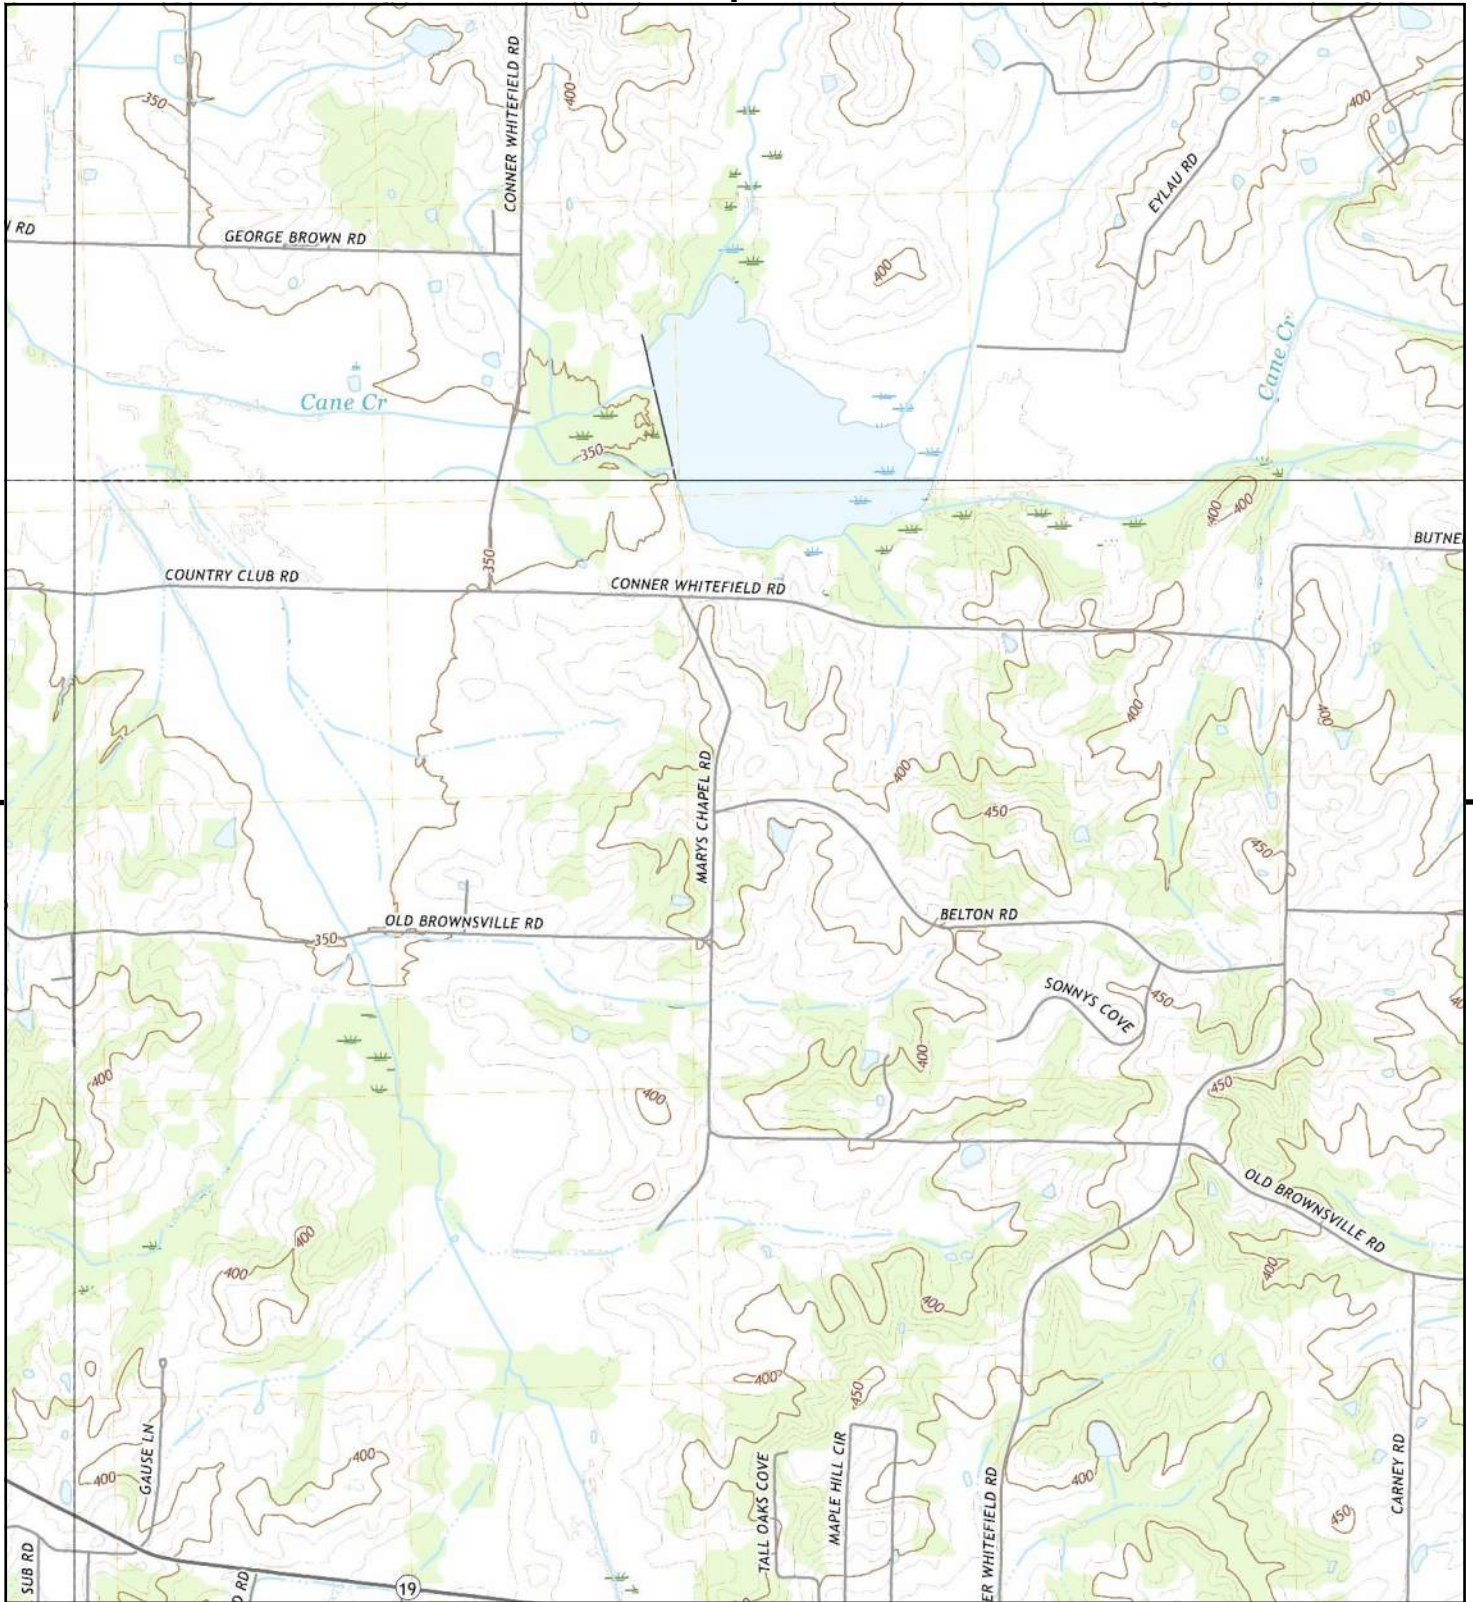 CONNER WHITEFIELD RD
400
350
400
EYLAU RD
RD
GEORGE BROWN RD
400
Cane Cr
Cane Cr
350
400
400
BUTNE
350
COUNTRY CLUB RD
CONNER WHITEFIELD RD
400
400
400
MARYS CHAPEL RD
450
450
OLD BROWNSVILLE RD
350
BELTON RD
SONNYS COVE
450
400
400
450
400
OLD BROWNSVILLE RD
400
400
400
400
400
450
GAUSE LN
400
400
TALL OAKS COVE
MAPLE HILL CIR
ER WHITEFIELD RD
400
CARNEY RD
450
SUB RD
RD
19